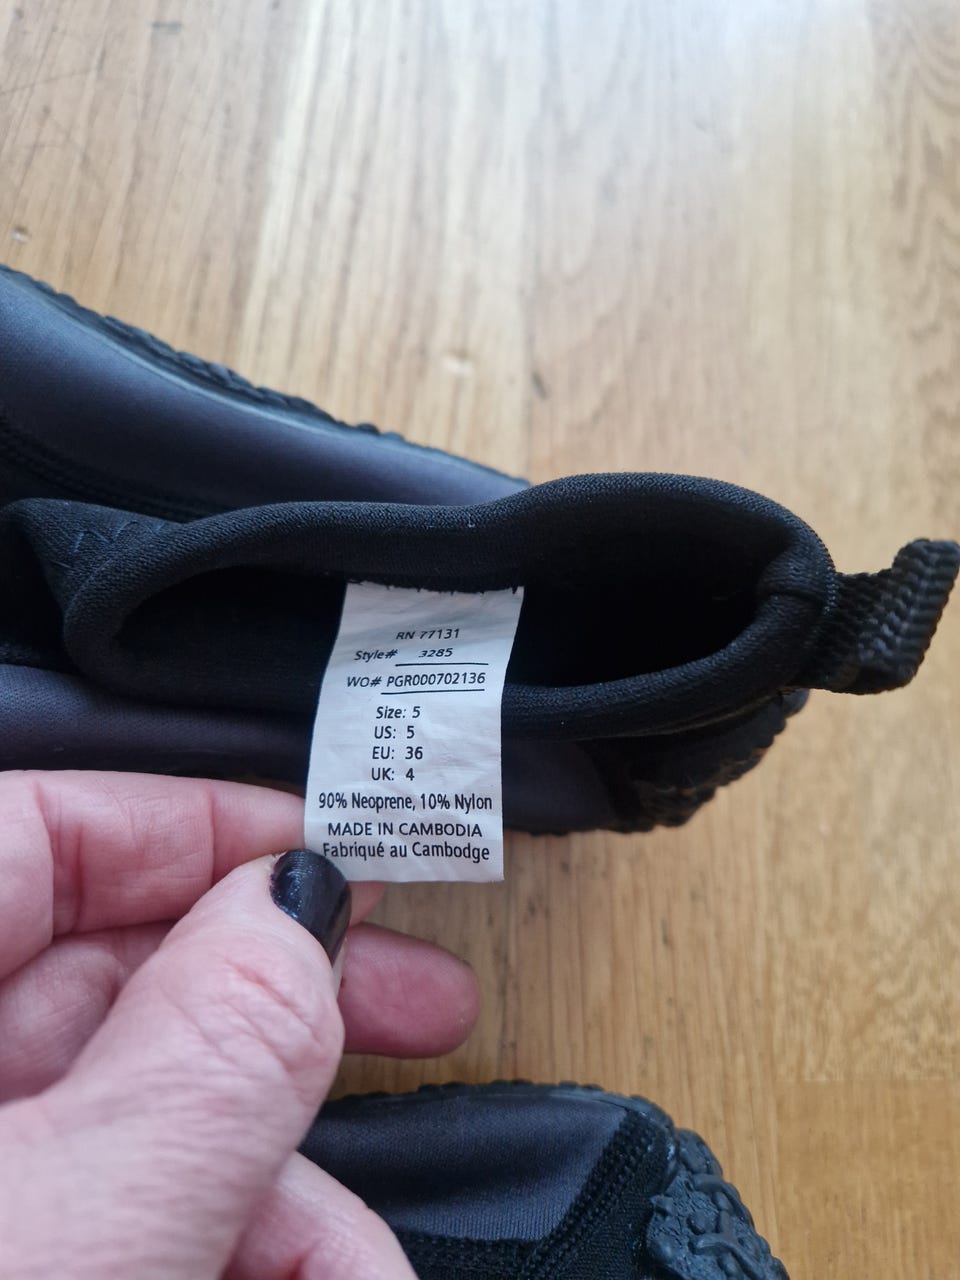 RN 77131
Style# 3285
WO# PGR000702136
Size: 5
US: 5
EU: 36
UK: 4
90% Neoprene, 10% Nylon
MADE IN CAMBODIA
Fabriqué au Cambodge